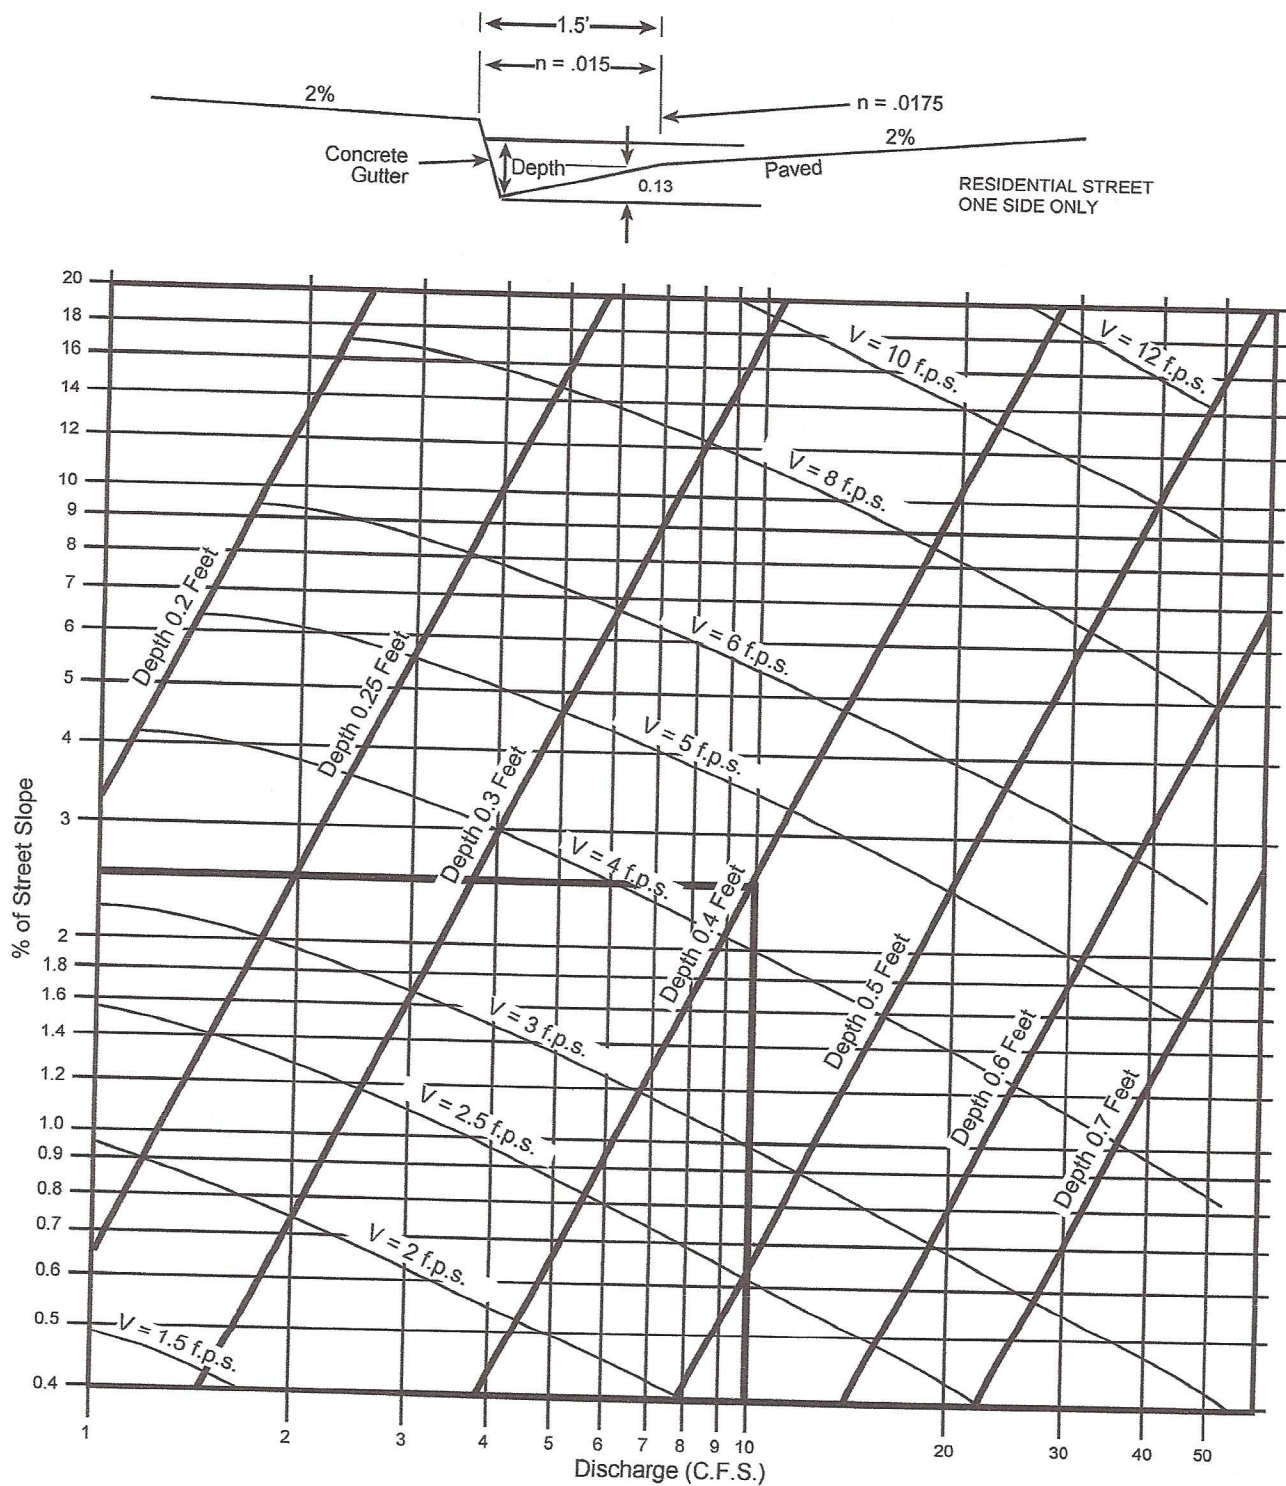 1.5'
n = .015
2%
n = .0175
2%
Concrete
Gutter
Depth
0.13
Paved
RESIDENTIAL STREET
ONE SIDE ONLY
20
18
16
14
12
10
9
8
7
6
5
4
3
2
1.8
1.6
1.4
1.2
1.0
0.9
0.8
0.7
0.6
0.5
0.4
% of Street Slope
V = 10 f.p.s.
V = 12 f.p.s.
V = 8 f.p.s.
V = 6 f.p.s.
V = 5 f.p.s.
V = 4 f.p.s.
V = 3 f.p.s.
V = 2.5 f.p.s.
V = 2 f.p.s.
V = 1.5 f.p.s.
Depth 0.2 Feet
Depth 0.25 Feet
Depth 0.3 Feet
Depth 0.4 Feet
Depth 0.5 Feet
Depth 0.6 Feet
Depth 0.7 Feet
1 2 3 4 5 6 7 8 9 10 20 30 40 50
Discharge (C.F.S.)